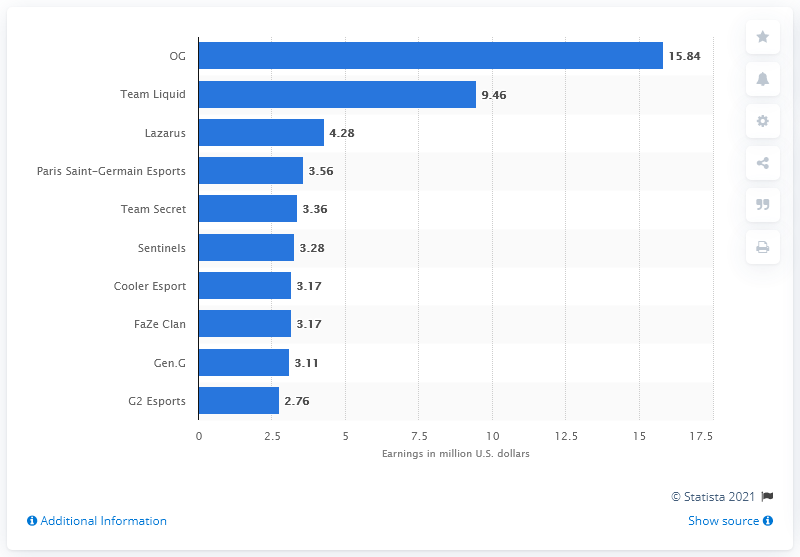 OG 15.84
Team Liquid 9.46
Lazarus 4.28
Paris Saint-Germain Esports 3.56
Team Secret 3.36
Sentinels 3.28
Cooler Esport 3.17
FaZe Clan 3.17
Gen.G 3.11
G2 Esports 2.76
0 2.5 5 7.5 10 12.5 15 17.5
Earnings in million U.S. dollars
© Statista 2021
Additional Information Show source